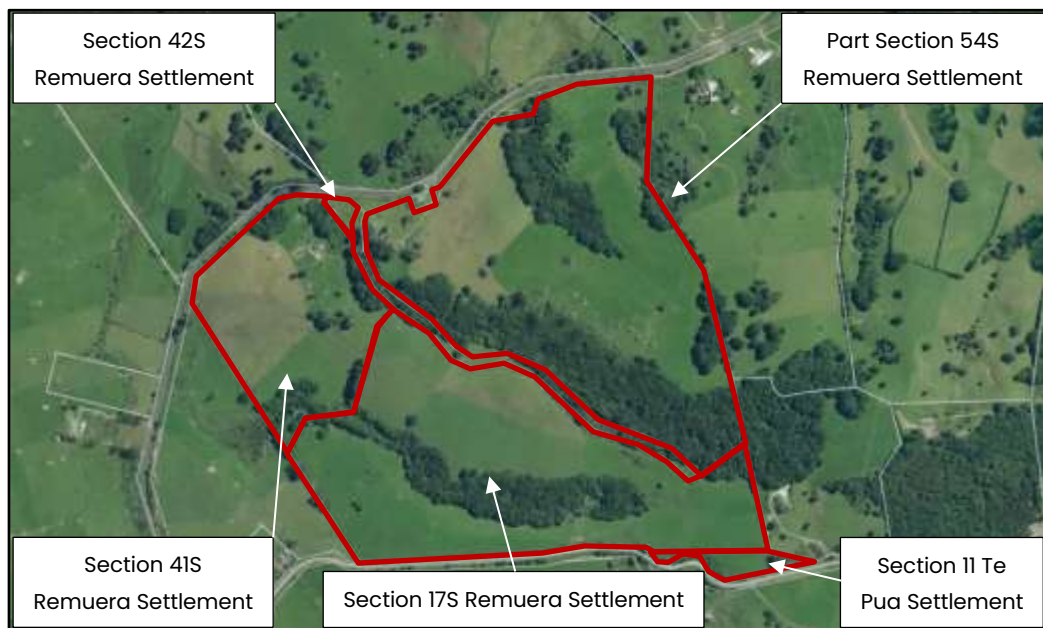 Section 42S
Remuera Settlement
Part Section 54S
Remuera Settlement
Section 41S
Remuera Settlement
Section 17S Remuera Settlement
Section 11 Te
Pua Settlement